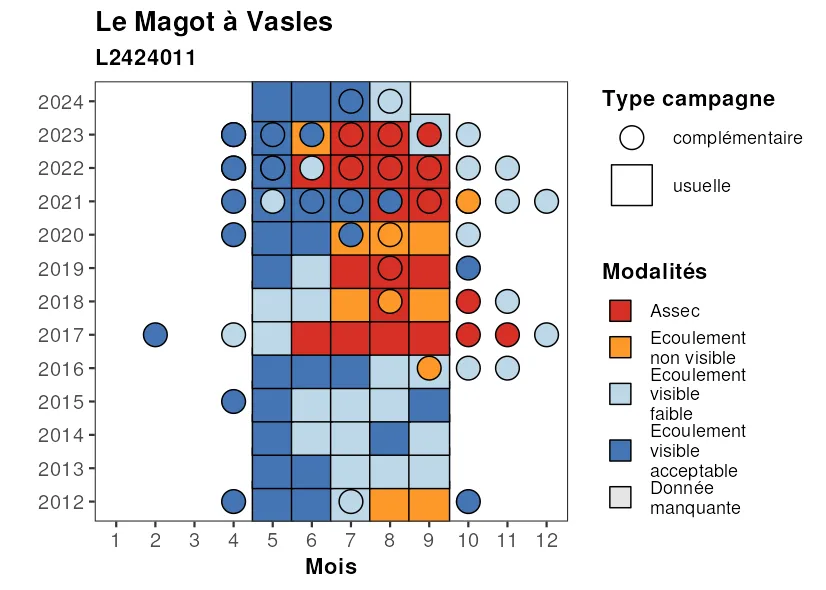 Le Magot à Vasles
L2424011
2024
2023
2022
2021
2020
2019
2018
2017
2016
2015
2014
2013
2012
1 2 3 4 5 6 7 8 9 10 11 12
Mois
Type campagne
complémentaire
usuelle
Modalités
Assec
Ecoulement
non visible
Ecoulement
visible
faible
Ecoulement
visible
acceptable
Donnée
manquante